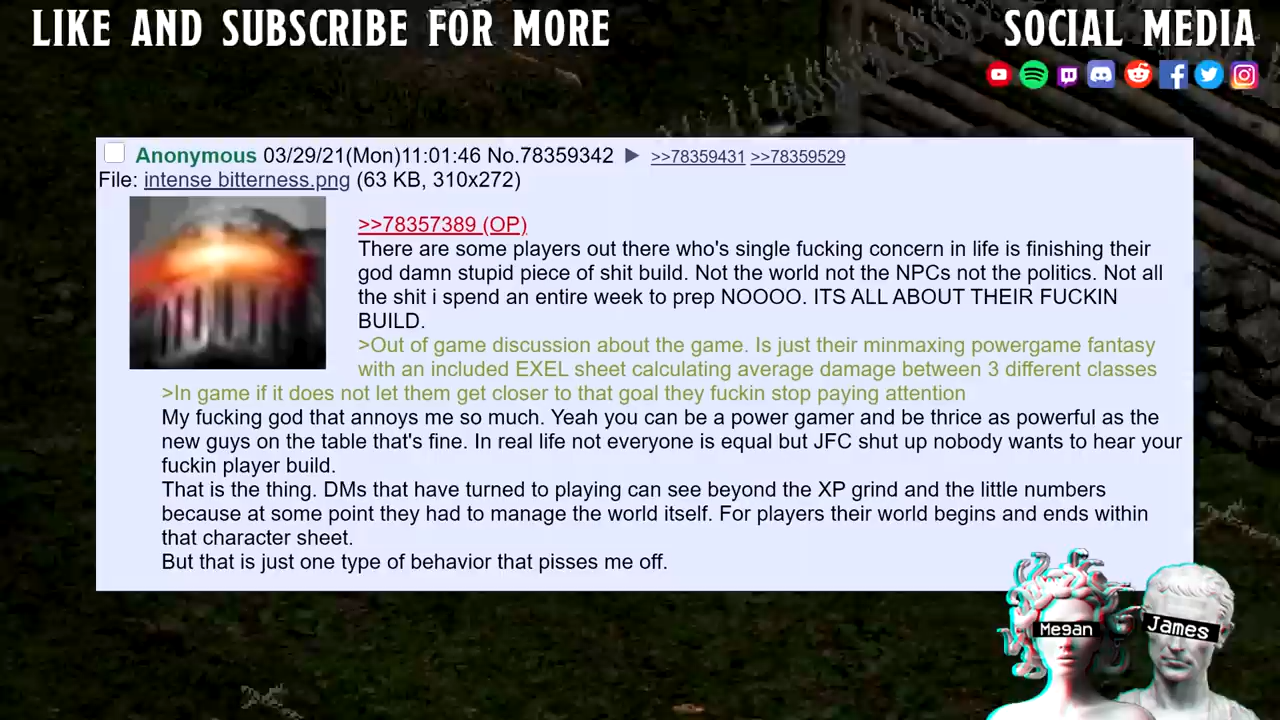 LIKE AND SUBSCRIBE FOR MORE
SOCIAL MEDIA
Anonymous 03/29/21(Mon)11:01:46 No.78359342 ▶ >>78359431 >>78359529
File: intense bitterness.png (63 KB, 310x272)
>>78357389 (OP)
There are some players out there who's single fucking concern in life is finishing their
god damn stupid piece of shit build. Not the world not the NPCs not the politics. Not all
the shit i spend an entire week to prep NOOOO. ITS ALL ABOUT THEIR FUCKIN
BUILD.
>Out of game discussion about the game. Is just their minmaxing powergame fantasy
with an included EXEL sheet calculating average damage between 3 different classes
>In game if it does not let them get closer to that goal they fuckin stop paying attention
My fucking god that annoys me so much. Yeah you can be a power gamer and be thrice as powerful as the
new guys on the table that's fine. In real life not everyone is equal but JFC shut up nobody wants to hear your
fuckin player build.
That is the thing. DMs that have turned to playing can see beyond the XP grind and the little numbers
because at some point they had to manage the world itself. For players their world begins and ends within
that character sheet.
But that is just one type of behavior that pisses me off.
Megan
James